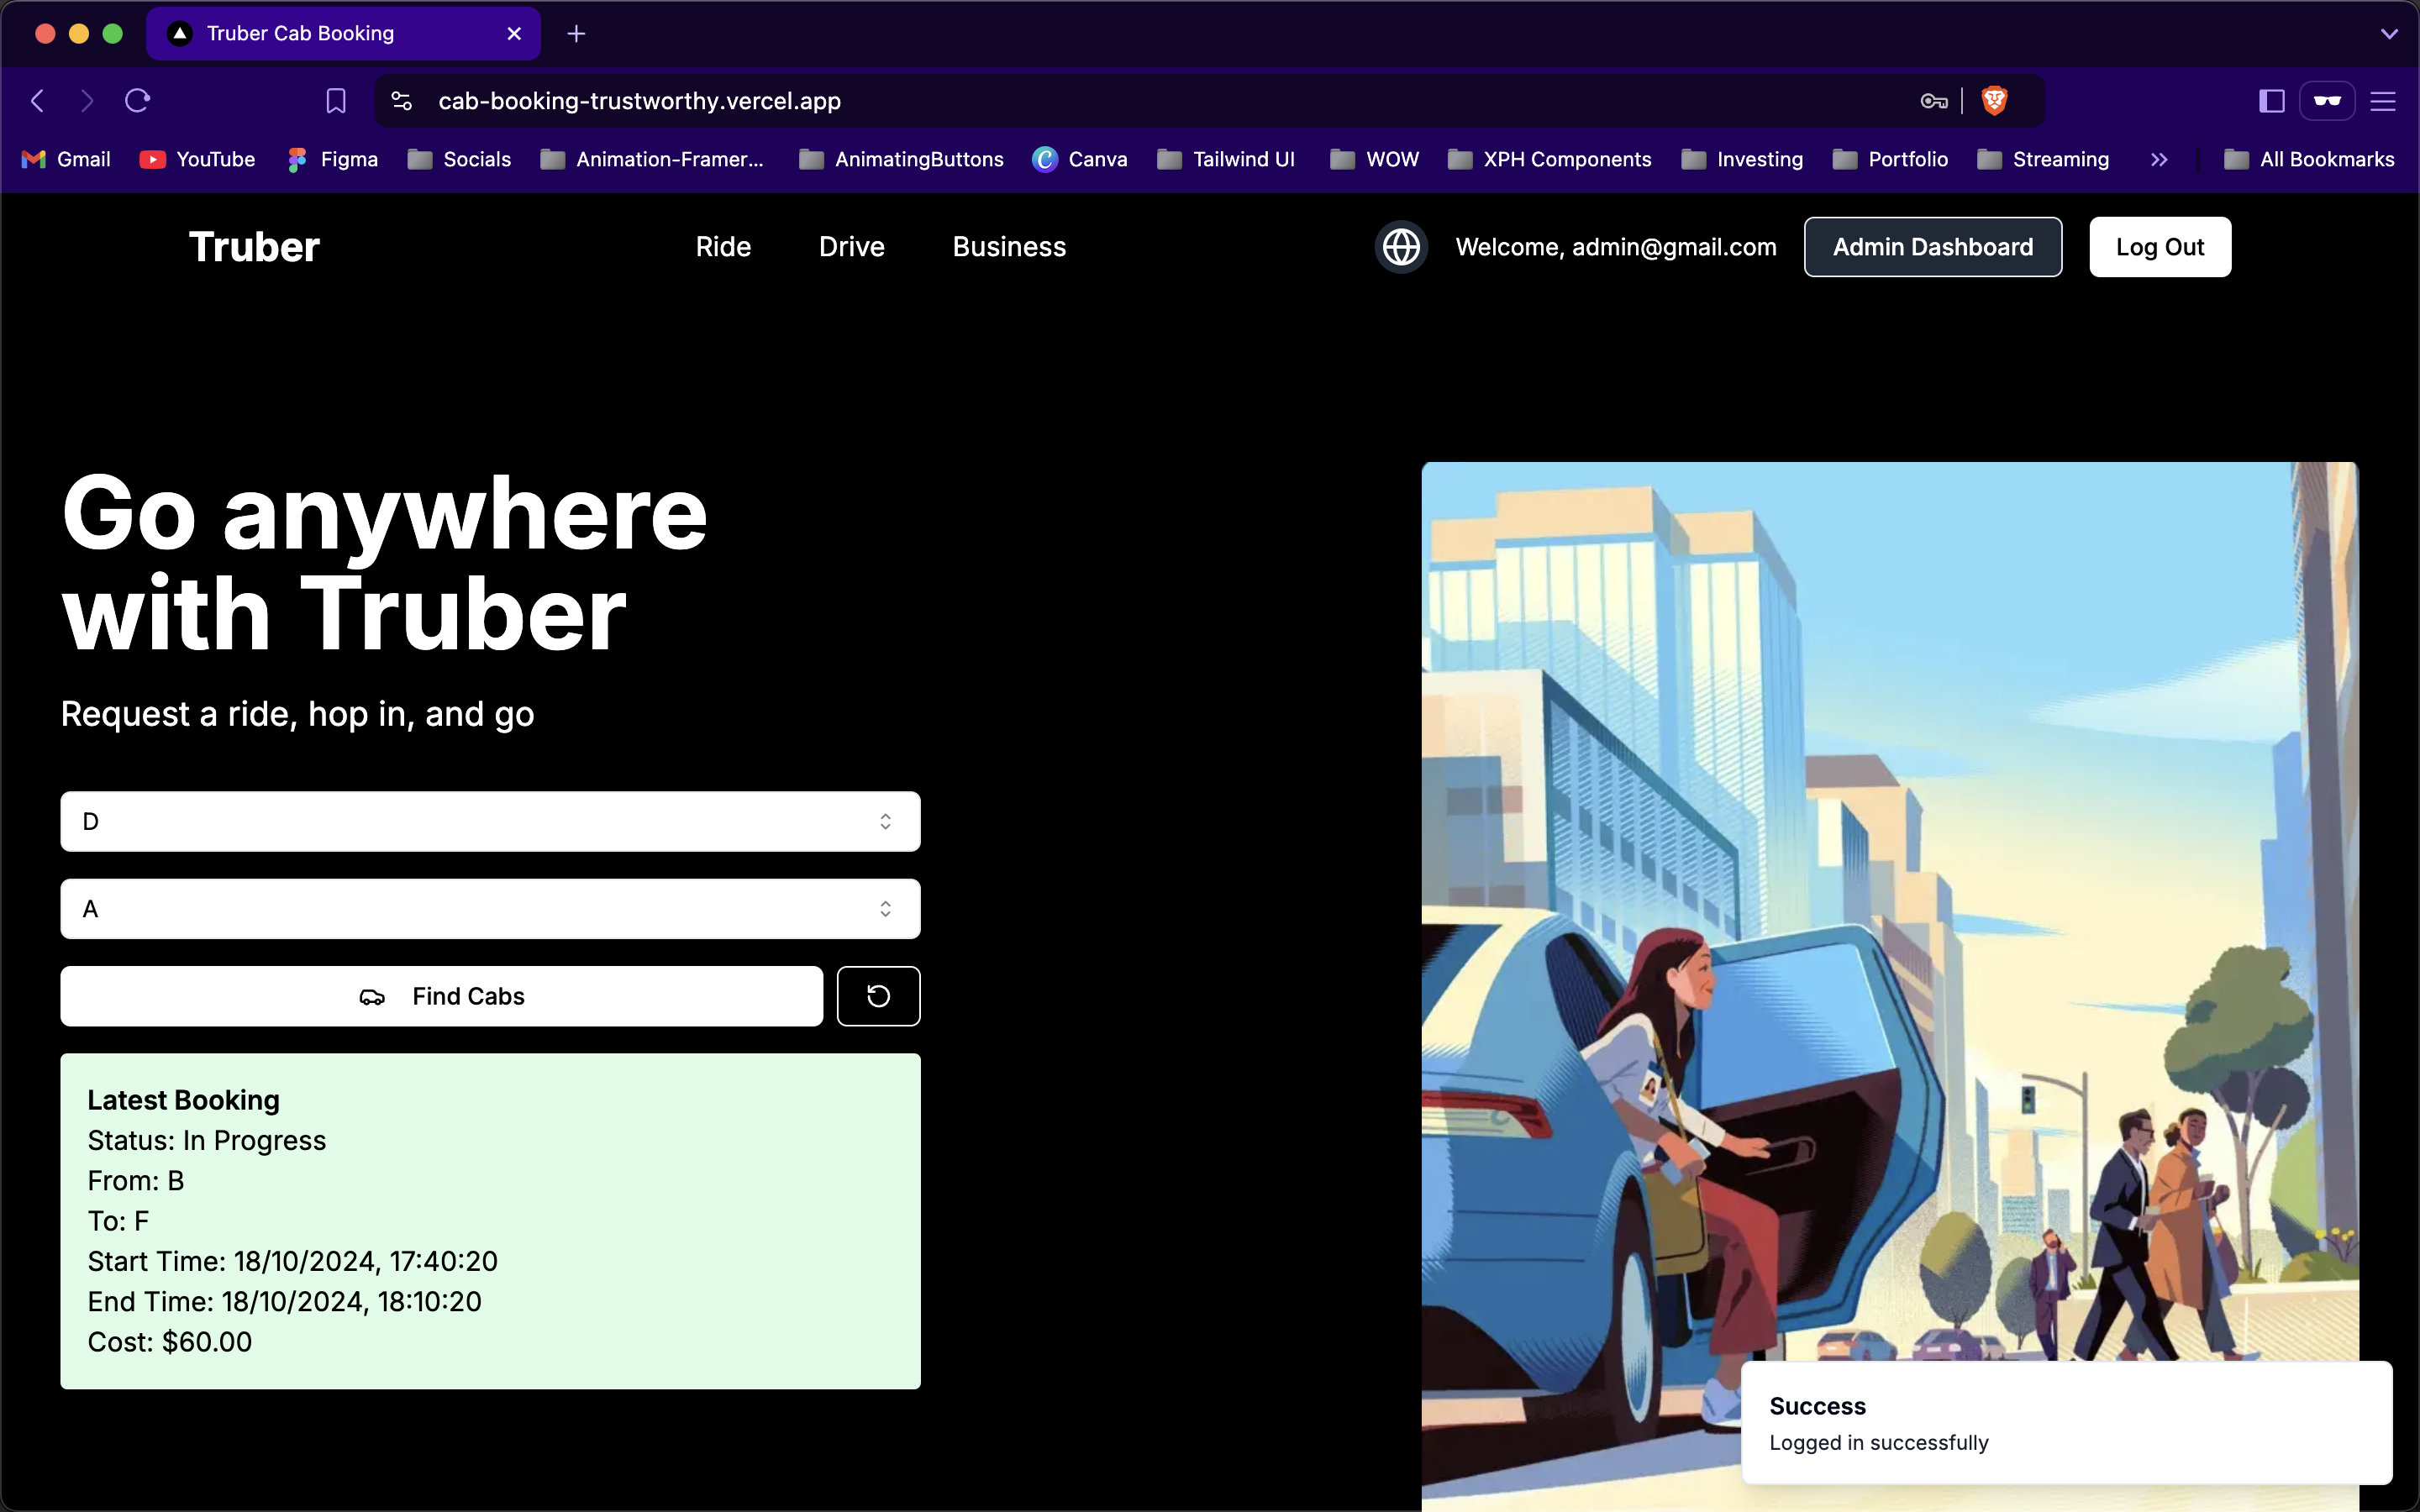 Truber Cab Booking
cab-booking-trustworthy.vercel.app
Gmail YouTube Figma Socials Animation-Framer... AnimatingButtons Canva Tailwind UI WOW XPH Components Investing Portfolio Streaming All Bookmarks
Truber Ride Drive Business Welcome, admin@gmail.com Admin Dashboard Log Out
Go anywhere
with Truber
Request a ride, hop in, and go
D
A
Find Cabs
Latest Booking
Status: In Progress
From: B
To: F
Start Time: 18/10/2024, 17:40:20
End Time: 18/10/2024, 18:10:20
Cost: $60.00
Success
Logged in successfully